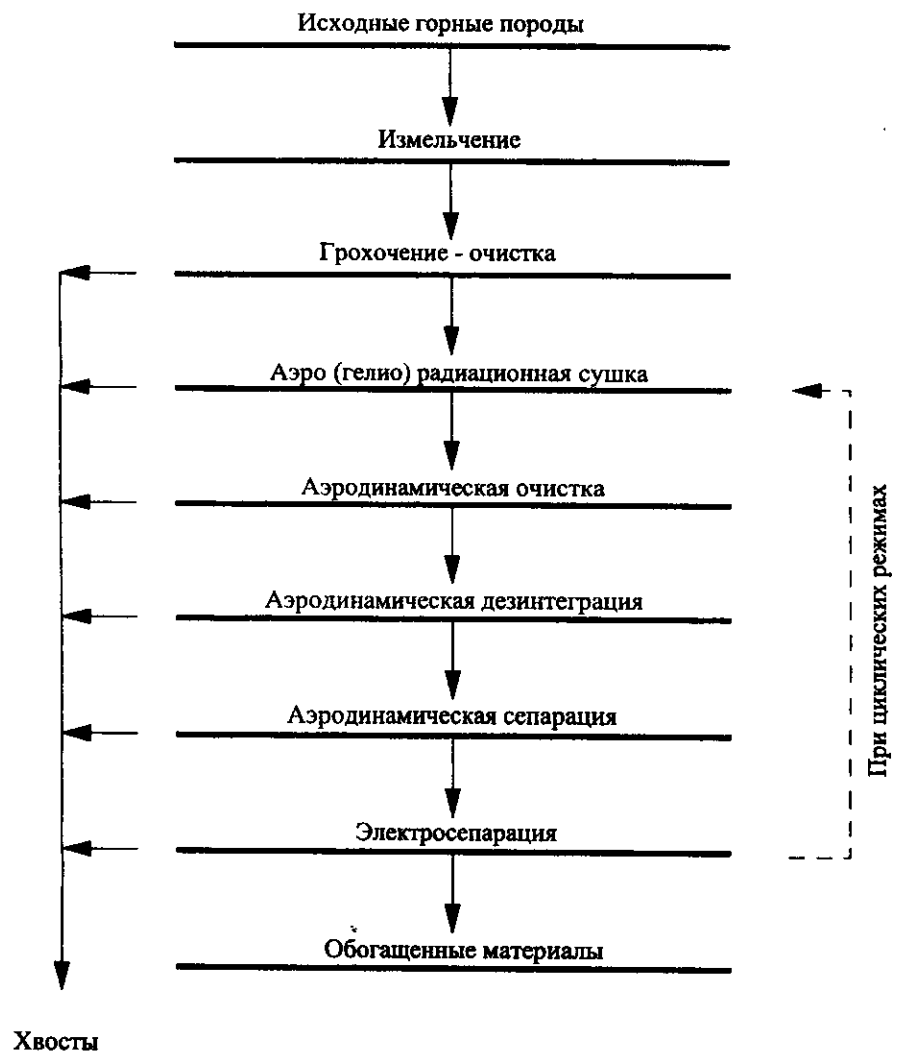 Исходные горные породы
Измельчение
Грохочение - очистка
Аэро (гелио) радиационная сушка
Аэродинамическая очистка
Аэродинамическая дезинтеграция
Аэродинамическая сепарация
Электросепарация
Обогащенные материалы
При циклических режимах
Хвосты